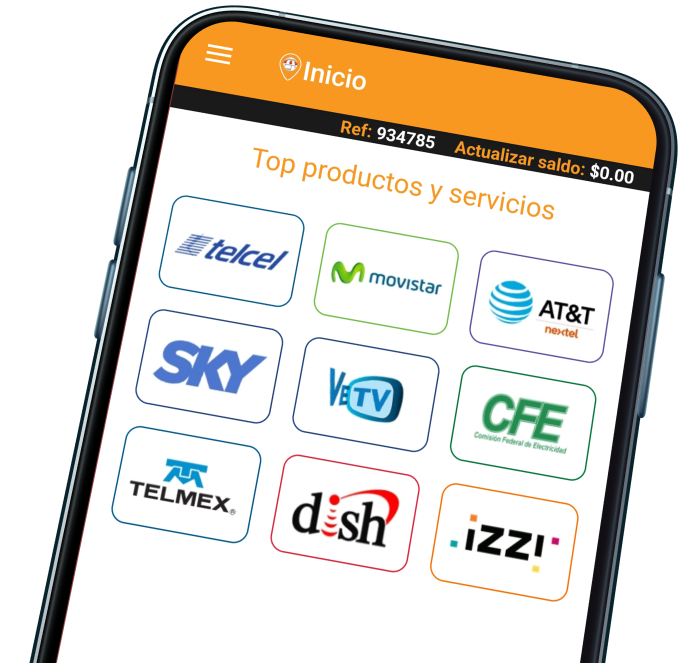 Inicio
Ref: 934785 Actualizar saldo: $0.00
Top productos y servicios
telcel
movistar
AT&T
nextel
SKY
VETV
CFE
Comisión Federal de Electricidad
TELMEX®
dish
izzi